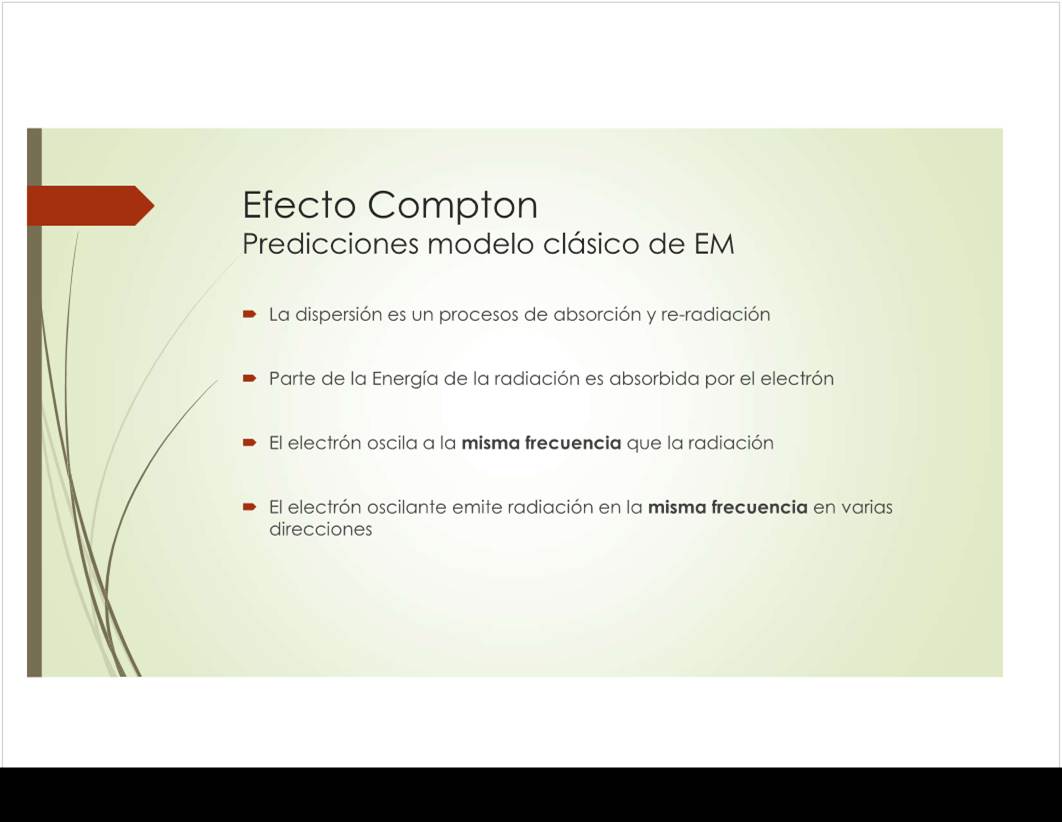 Efecto Compton
Predicciones modelo clásico de EM
La dispersión es un procesos de absorción y re-radiación
Parte de la Energía de la radiación es absorbida por el electrón
El electrón oscila a la misma frecuencia que la radiación
El electrón oscilante emite radiación en la misma frecuencia en varias
direcciones